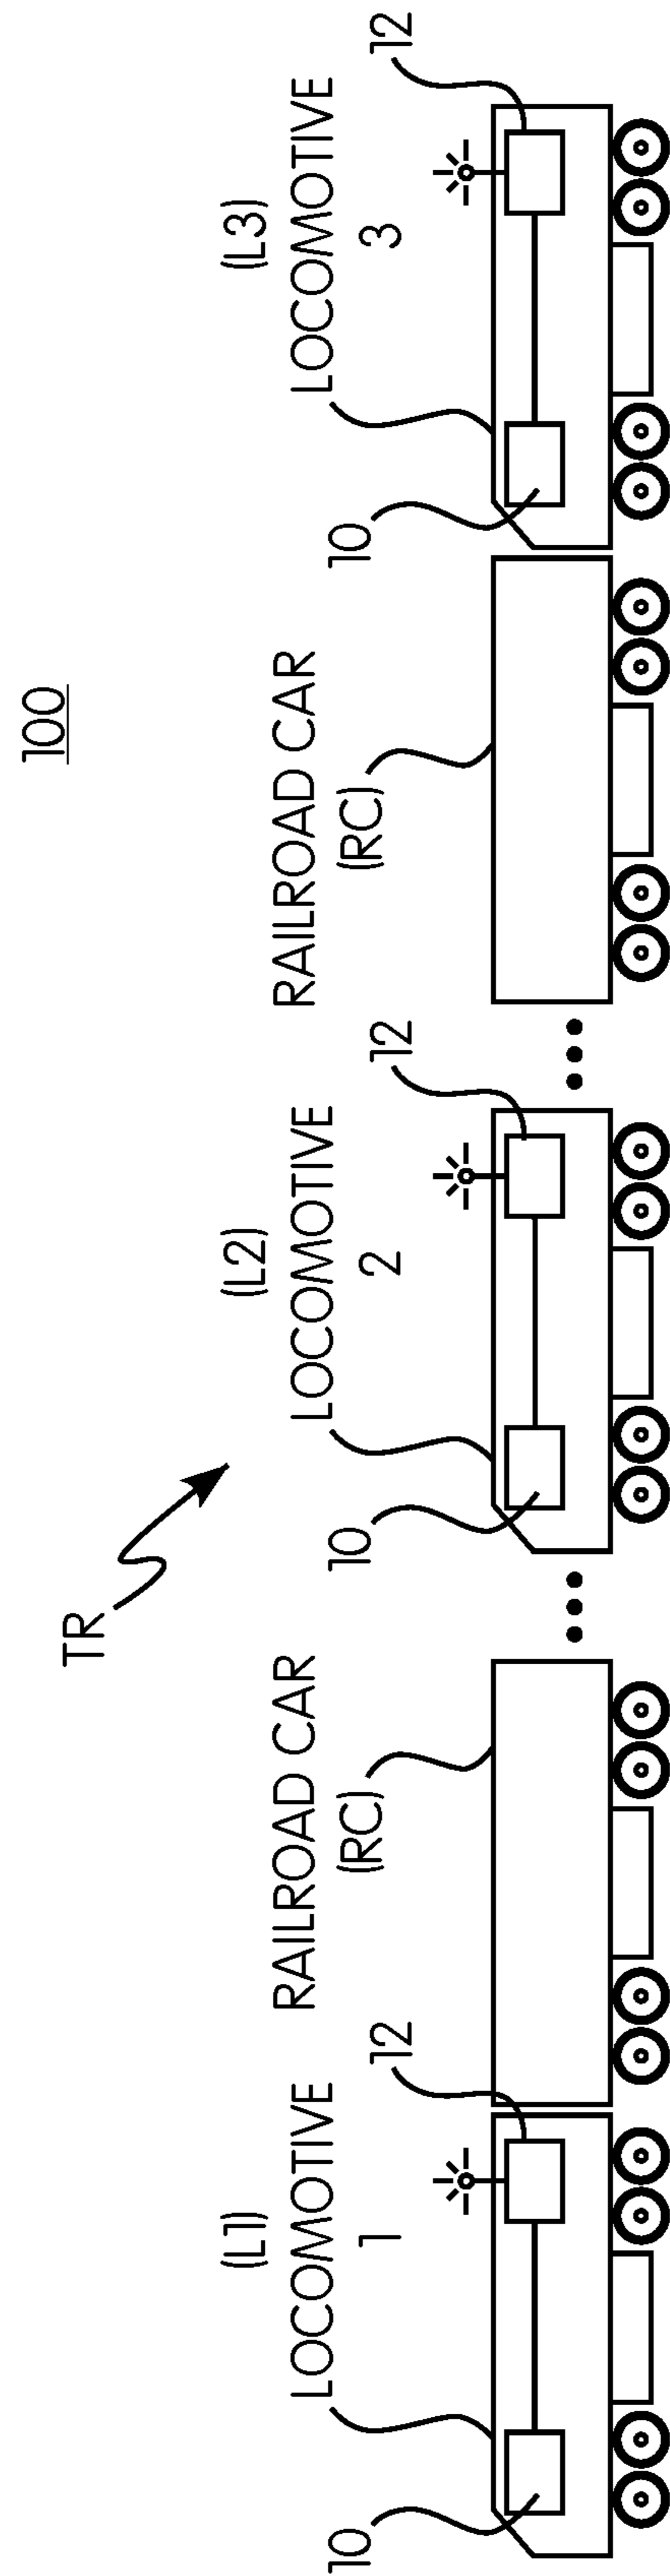 100
TR
(L1)
LOCOMOTIVE
1
10
12
RAILROAD CAR
(RC)
(L2)
LOCOMOTIVE
2
10
12
RAILROAD CAR
(RC)
(L3)
LOCOMOTIVE
3
10
12